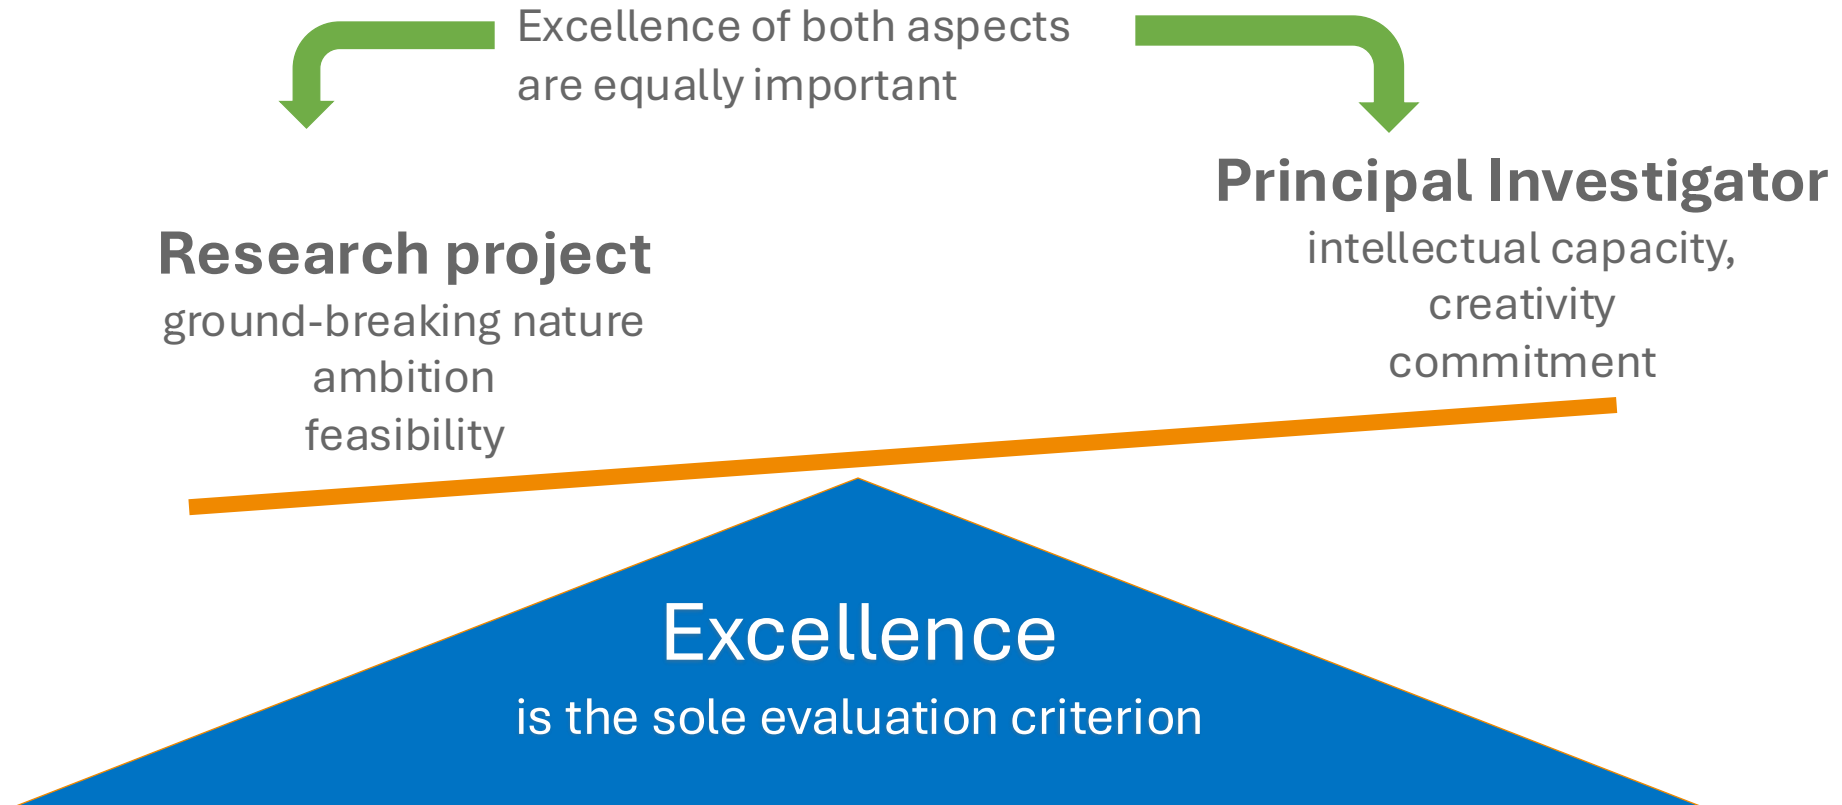 Excellence of both aspects
are equally important
Research project
ground-breaking nature
ambition
feasibility
Principal Investigator
intellectual capacity,
creativity
commitment
Excellence
is the sole evaluation criterion